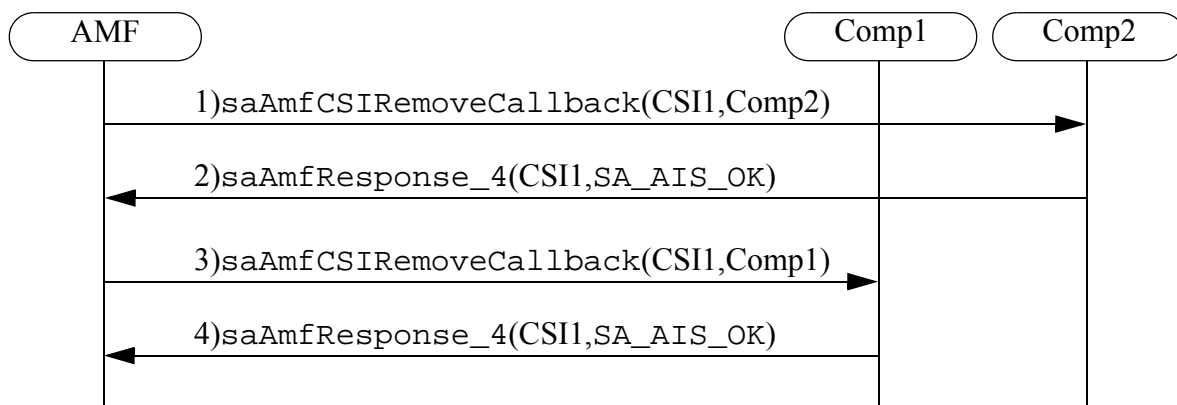 AMF Comp1 Comp2
1)saAmfCSIRemoveCallback(CSI1,Comp2)
2)saAmfResponse_4(CSI1,SA_AIS_OK)
3)saAmfCSIRemoveCallback(CSI1,Comp1)
4)saAmfResponse_4(CSI1,SA_AIS_OK)